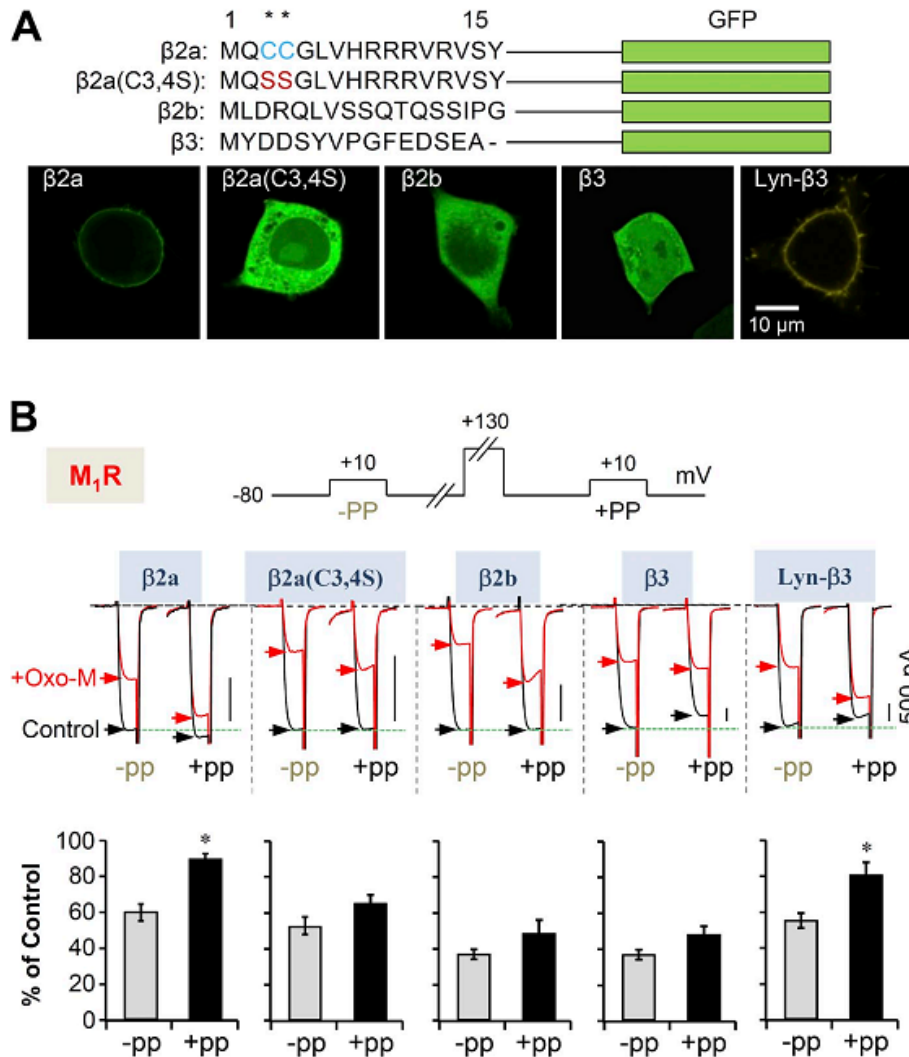 A
1 * * 15 GFP
β2a: MQCCGLVHRRRVRVSY
β2a(C3,4S): MQSSGLVHRRRVRVSY
β2b: MLDRQLVSSQTQSSIPG
β3: MYDDSYVPGFEDSEA -
β2a β2a(C3,4S) β2b β3 Lyn-β3
10 µm
B
M₁R
+130
+10 +10
-80 mV
-PP +PP
β2a β2a(C3,4S) β2b β3 Lyn-β3
+Oxo-M
Control
500 pA
-pp +pp -pp +pp -pp +pp -pp +pp -pp +pp
% of Control
100
80
60
40
20
0
* *
-pp +pp -pp +pp -pp +pp -pp +pp -pp +pp